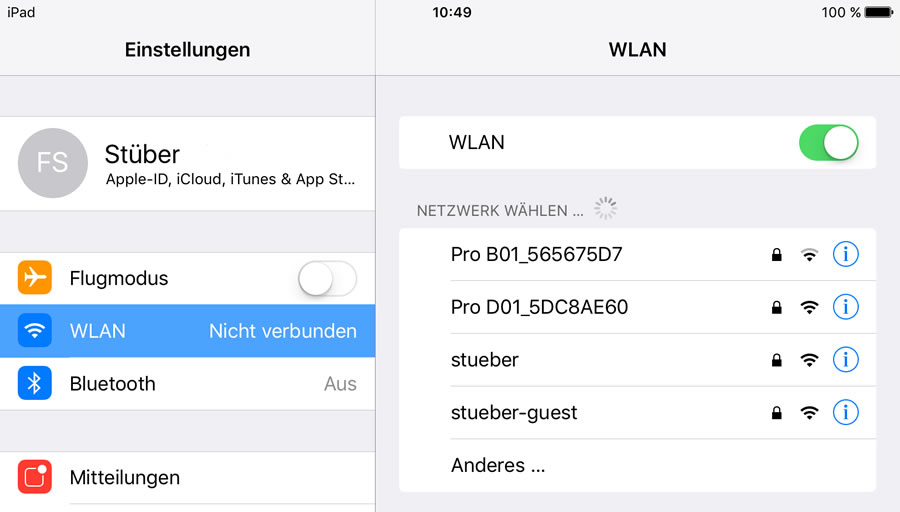 iPad
10:49
100 %
Einstellungen
WLAN
FS
Stüber
Apple-ID, iCloud, iTunes & App St...
Flugmodus
WLAN
Nicht verbunden
Bluetooth
Aus
Mitteilungen
WLAN
NETZWERK WÄHLEN ...
Pro B01_565675D7
Pro D01_5DC8AE60
stueber
stueber-guest
Anderes ...